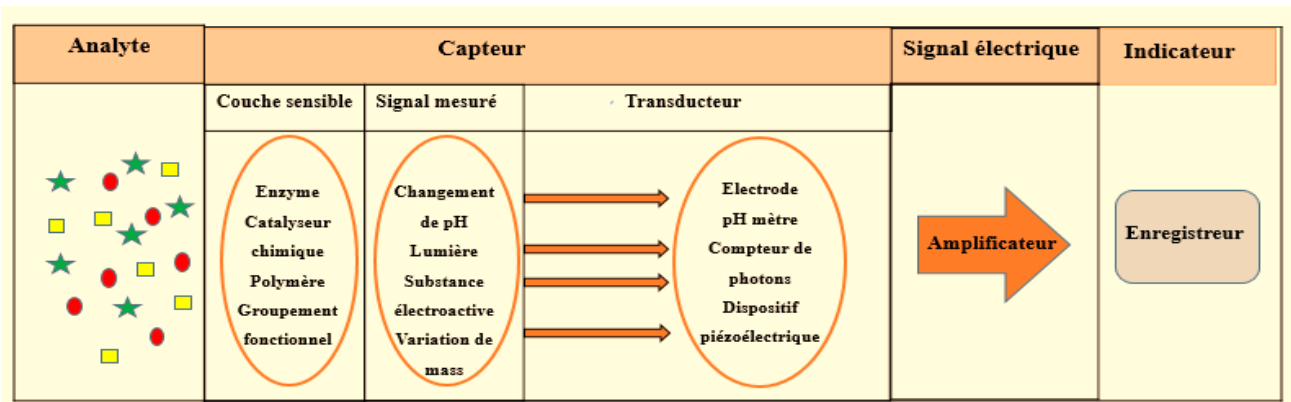 Analyte
Capteur
Signal électrique
Indicateur
Couche sensible
Signal mesuré
Transducteur
Enzyme
Catalyseur
chimique
Polymère
Groupement
fonctionnel
Changement
de pH
Lumière
Substance
électroactive
Variation de
mass
Electrode
pH mètre
Compteur de
photons
Dispositif
piézoélectrique
Amplificateur
Enregistreur